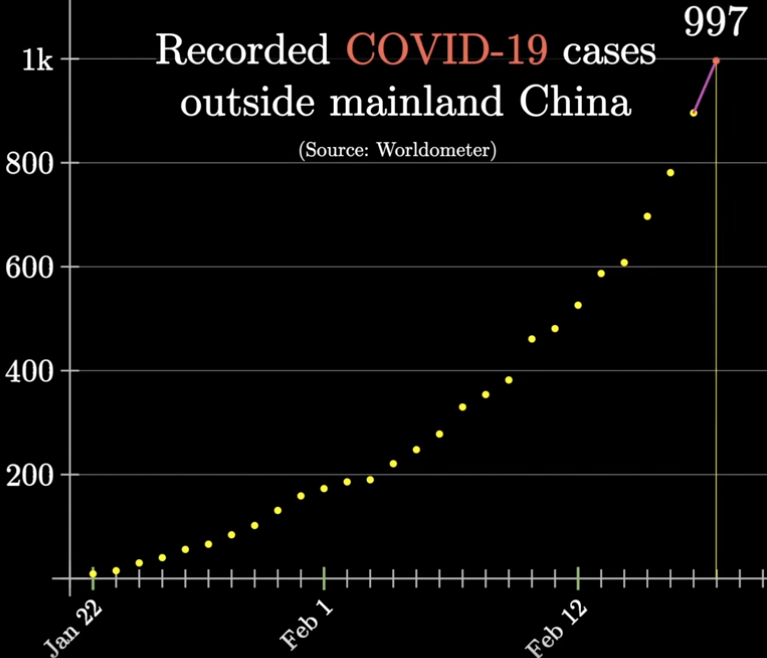 997
Recorded COVID-19 cases
outside mainland China
(Source: Worldometer)
1k
800
600
400
200
Jan 22
Feb 1
Feb 12